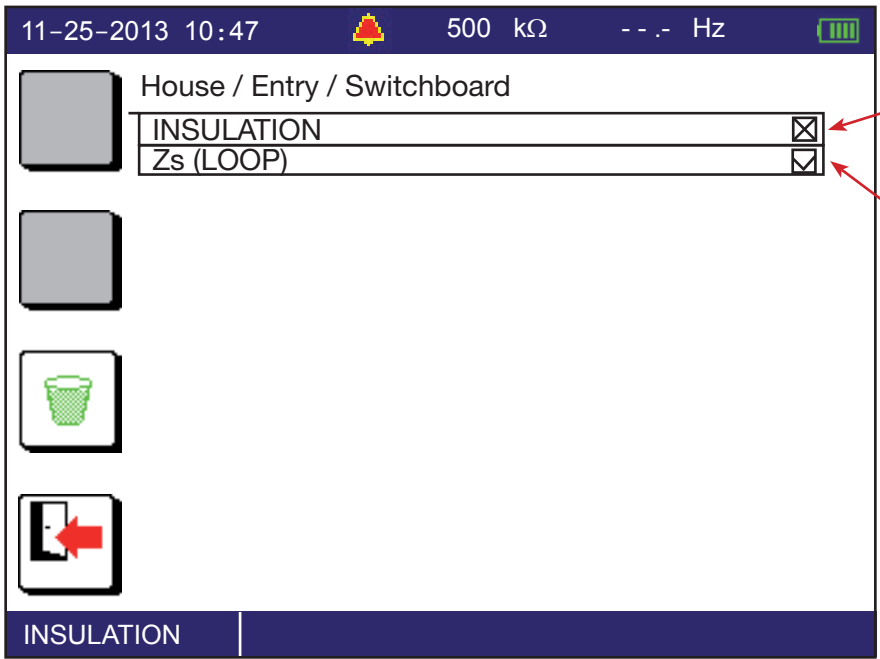 11-25-2013 10:47 500 kΩ - - .- Hz
House / Entry / Switchboard
INSULATION
Zs (LOOP)
INSULATION